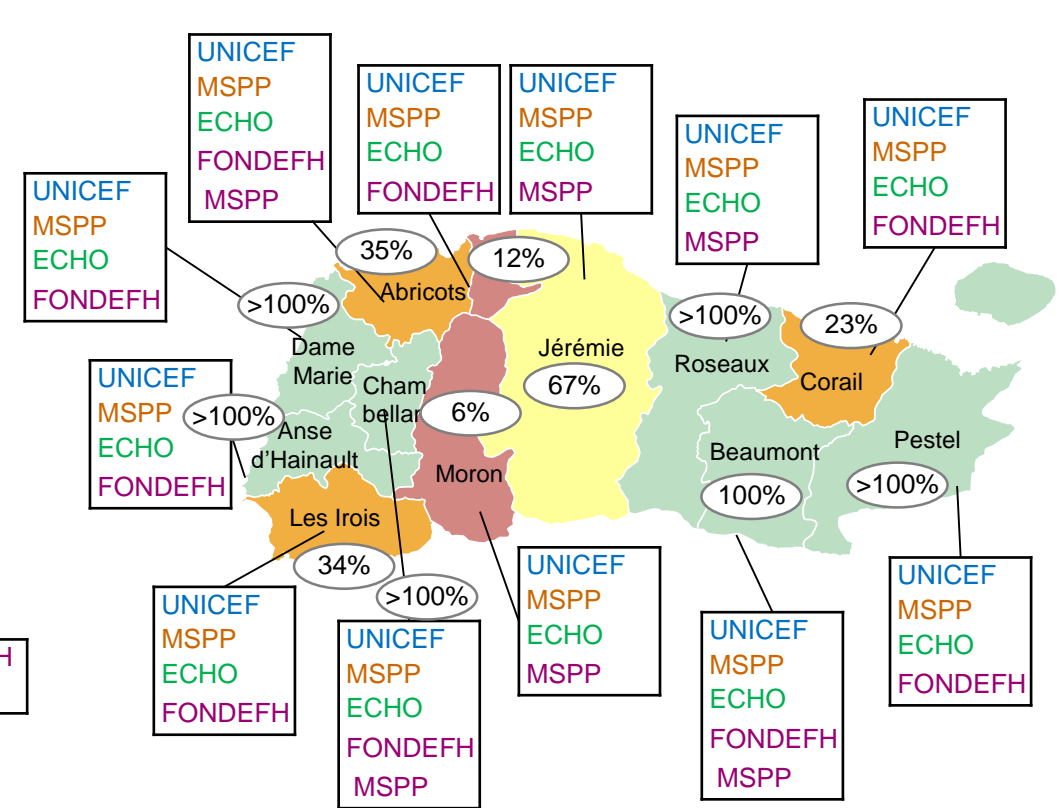 UNICEF
MSPP
ECHO
FONDEFH
MSPP
UNICEF
MSPP
ECHO
FONDEFH
UNICEF
MSPP
ECHO
MSPP
UNICEF
MSPP
ECHO
MSPP
UNICEF
MSPP
ECHO
FONDEFH
UNICEF
MSPP
ECHO
FONDEFH
35%
12%
Abricots
>100%
>100%
23%
Dame
Marie
Jérémie
67%
Roseaux
Corail
UNICEF
MSPP
ECHO
FONDEFH
>100%
Cham
bellan
6%
Anse
d'Hainault
Moron
Beaumont
100%
Pestel
>100%
Les Irois
34%
>100%
UNICEF
MSPP
ECHO
FONDEFH
UNICEF
MSPP
ECHO
FONDEFH
MSPP
UNICEF
MSPP
ECHO
MSPP
UNICEF
MSPP
ECHO
FONDEFH
MSPP
UNICEF
MSPP
ECHO
FONDEFH
H